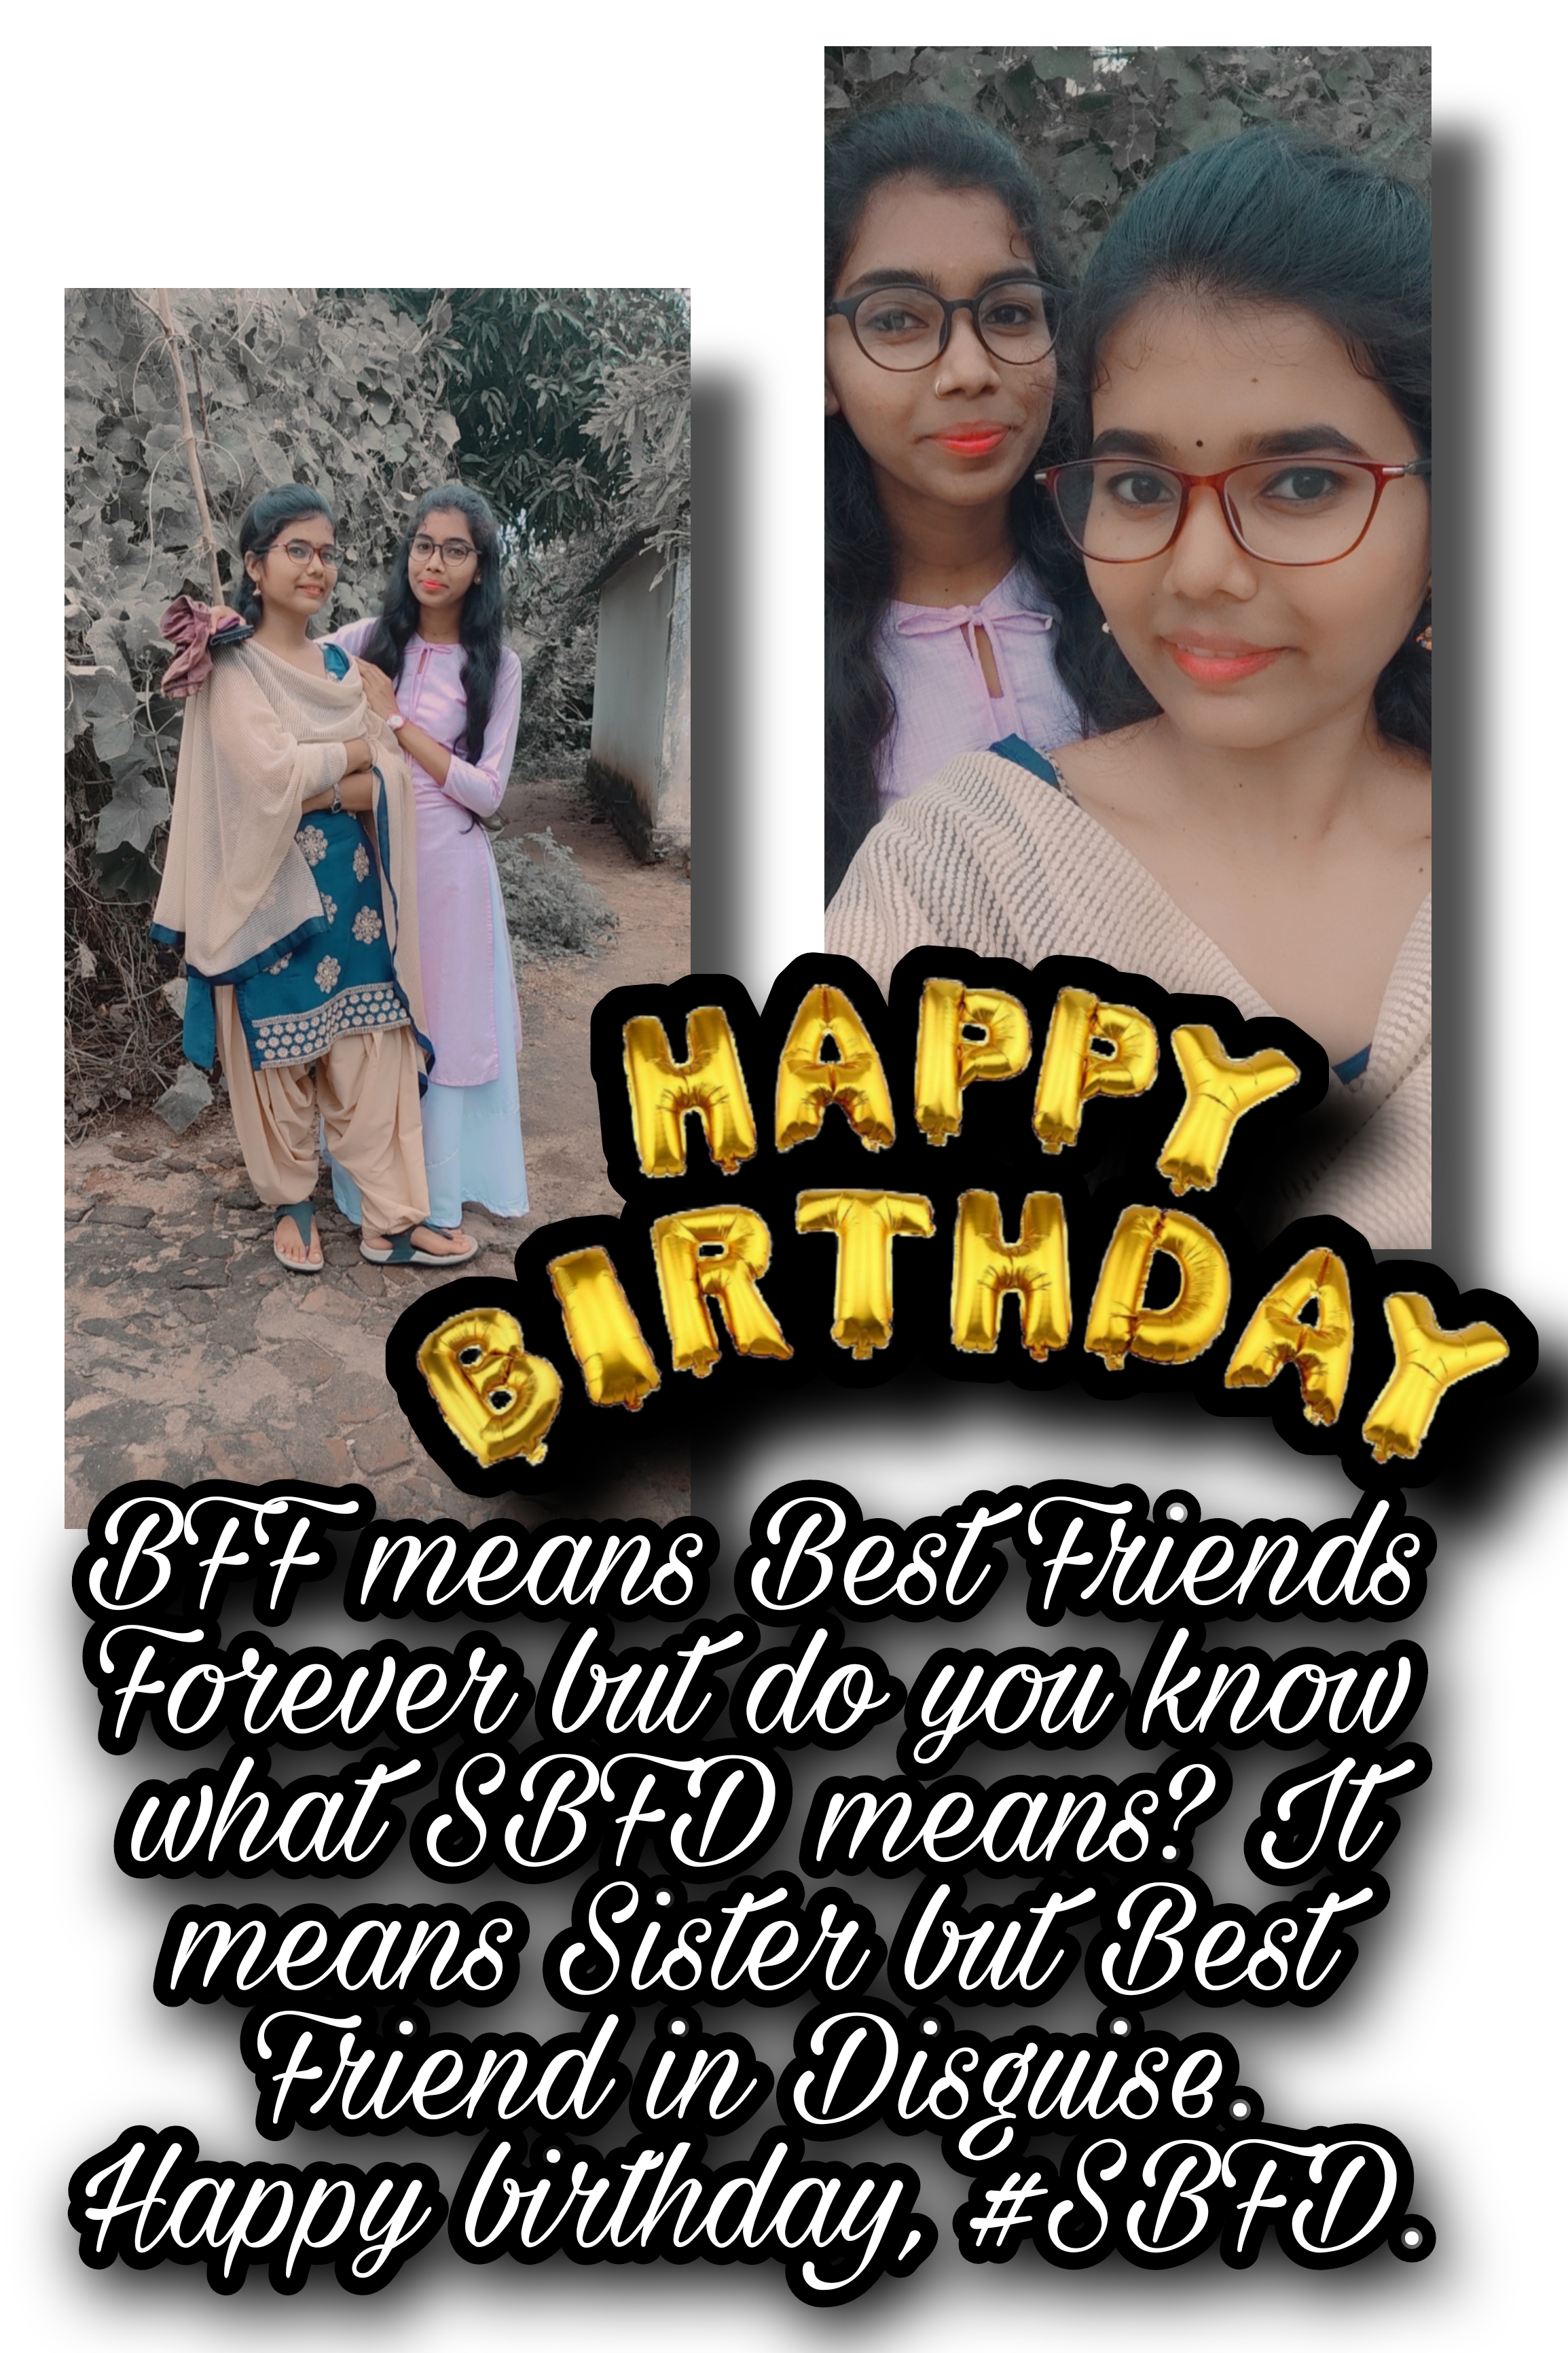 HAPPY
BIRTHDAY
BFF means Best Friends
Forever but do you know
what SBFD means? It
means Sister but Best
Friend in Disguise.
Happy birthday, #SBFD.